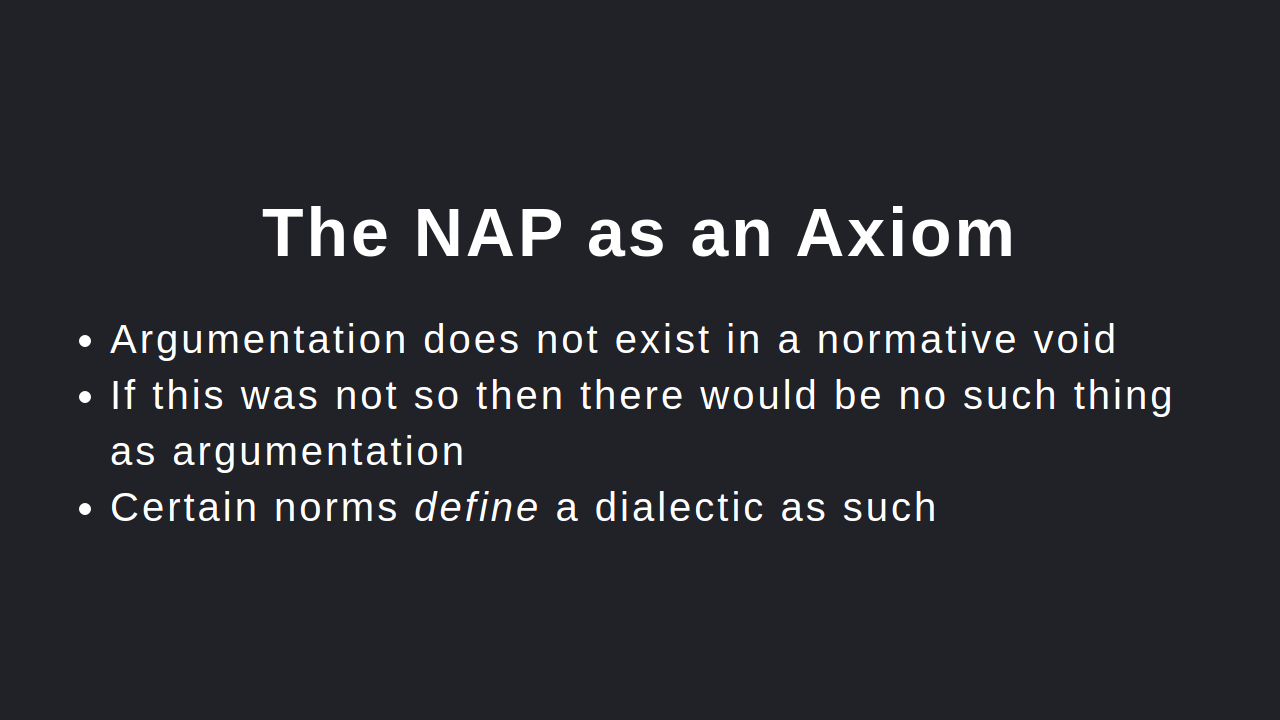 The NAP as an Axiom
• Argumentation does not exist in a normative void
• If this was not so then there would be no such thing
as argumentation
• Certain norms define a dialectic as such